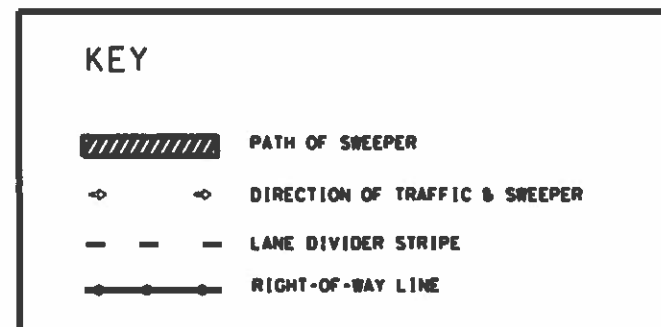 KEY
PATH OF SWEEPER
DIRECTION OF TRAFFIC & SWEEPER
LANE DIVIDER STRIPE
RIGHT-OF-WAY LINE